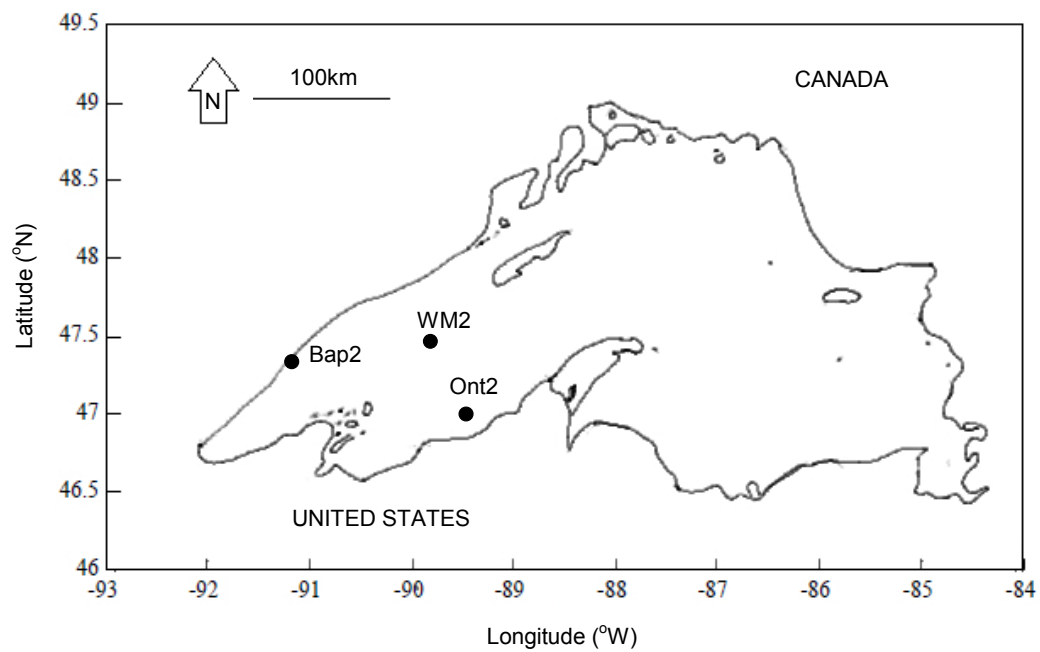 49.5
100km
CANADA
N
49
48.5
48
Latitude (°N)
47.5
WM2
Bap2
Ont2
47
46.5
UNITED STATES
46
-93
-92
-91
-90
-89
-88
-87
-86
-85
-84
Longitude (°W)